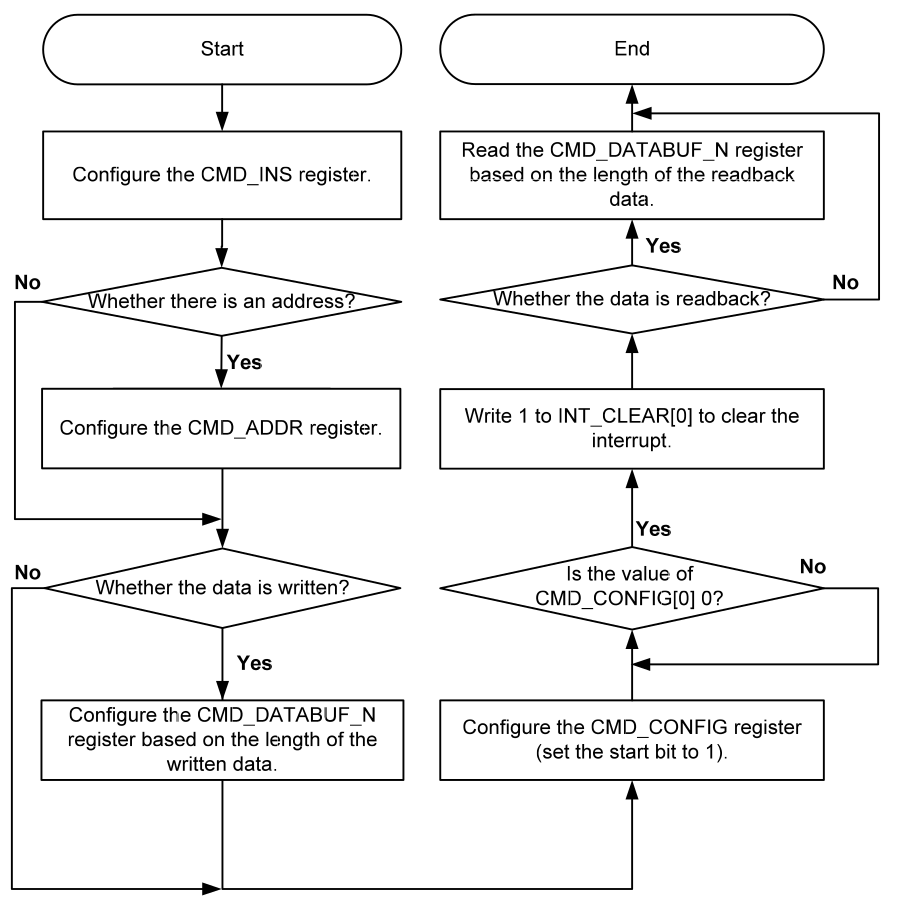 Start
Configure the CMD_INS register.
No
Whether there is an address?
Yes
Configure the CMD_ADDR register.
No
Whether the data is written?
Yes
Configure the CMD_DATABUF_N
register based on the length of the
written data.
End
Read the CMD_DATABUF_N register
based on the length of the readback
data.
Yes
Whether the data is readback?
No
Write 1 to INT_CLEAR[0] to clear the
interrupt.
Yes
Is the value of
CMD_CONFIG[0] 0?
No
Configure the CMD_CONFIG register
(set the start bit to 1).